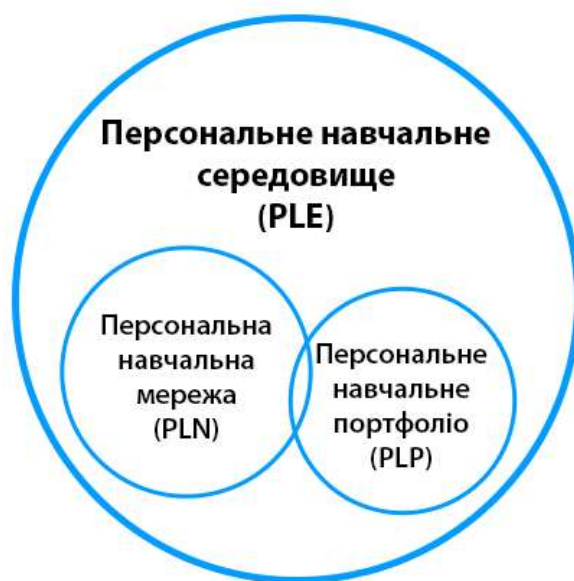 Персональне навчальне
середовище
(PLE)
Персональна
навчальна
мережа
(PLN)
Персональне
навчальне
портфоліо
(PLP)